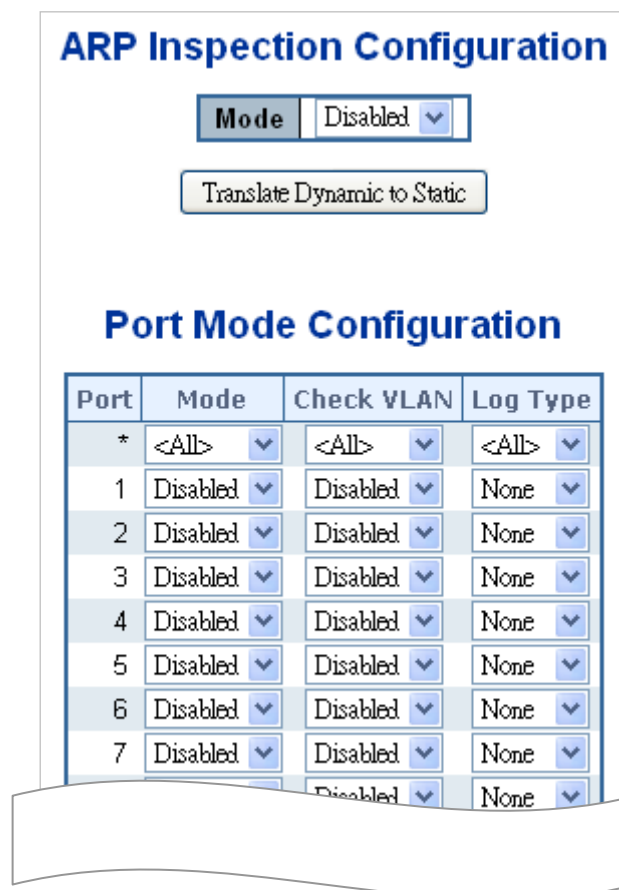 ARP Inspection Configuration
Mode Disabled
Translate Dynamic to Static
Port Mode Configuration
Port Mode Check VLAN Log Type
* <All> <All> <All>
1 Disabled Disabled None
2 Disabled Disabled None
3 Disabled Disabled None
4 Disabled Disabled None
5 Disabled Disabled None
6 Disabled Disabled None
7 Disabled Disabled None
Disabled None